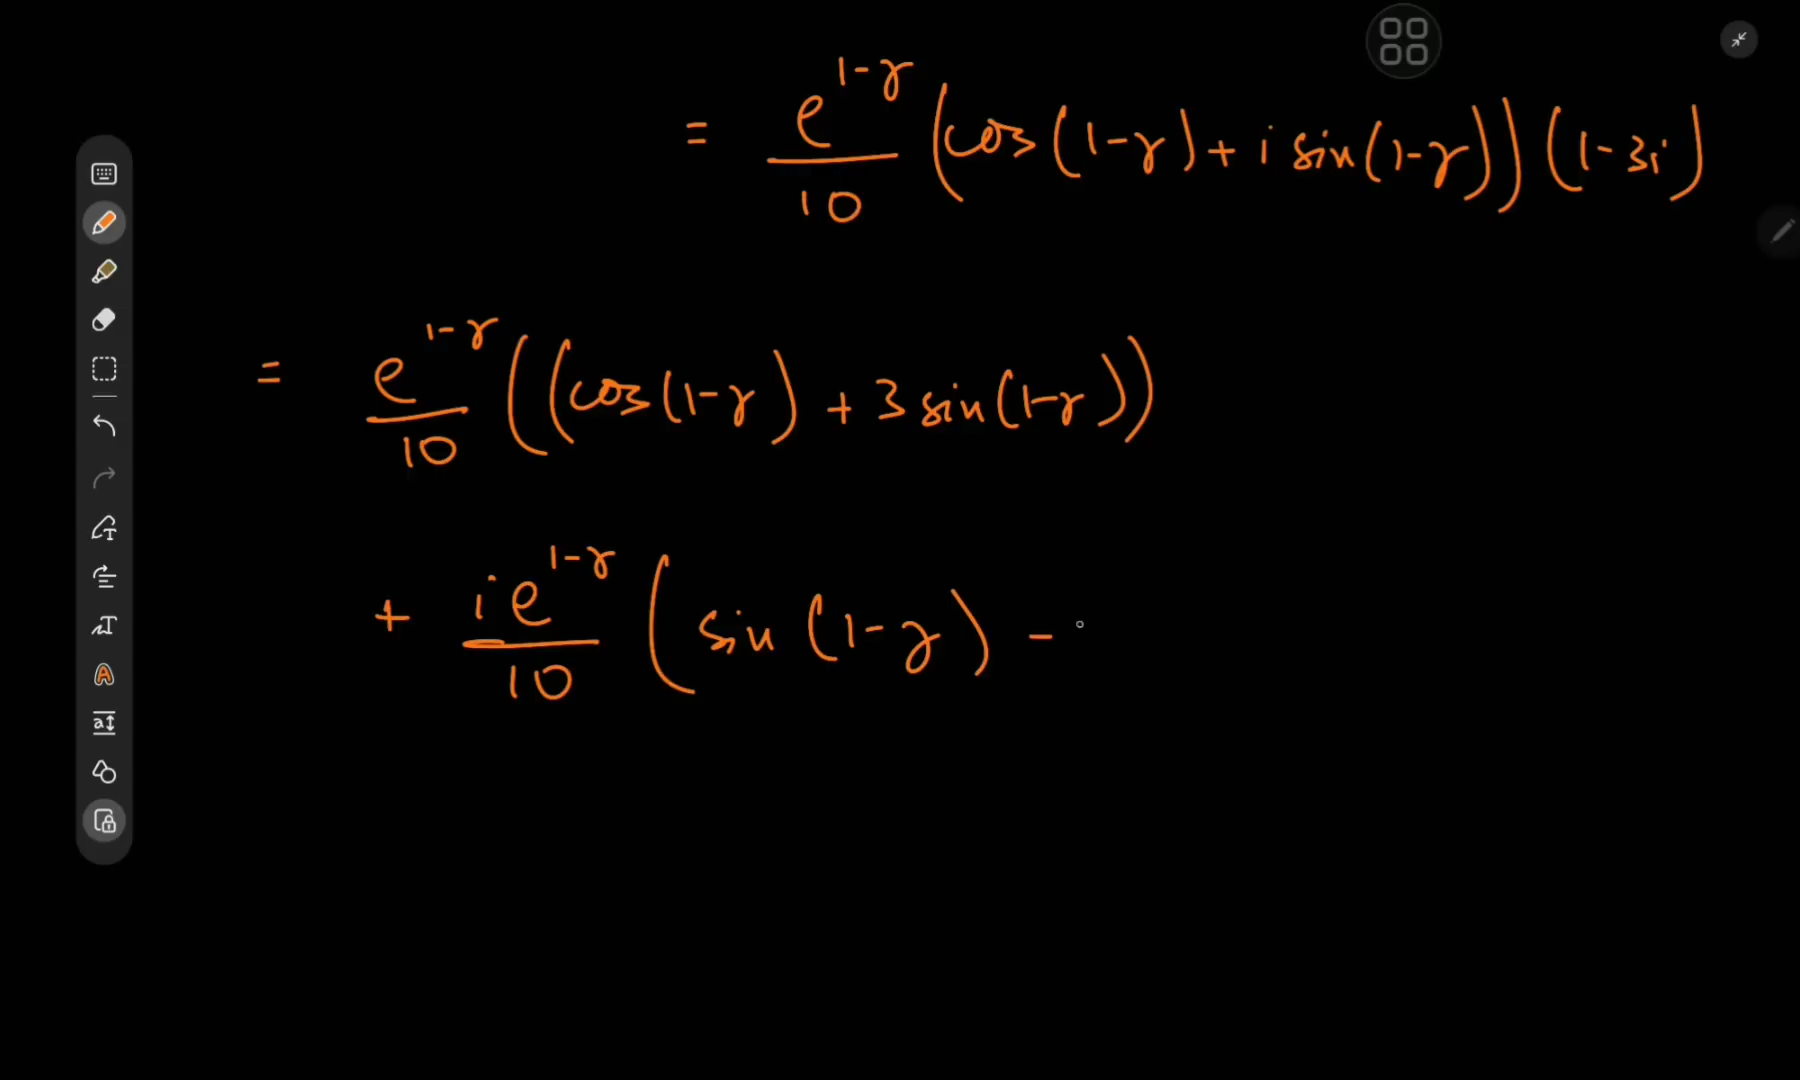 = e^{1-γ}/10 (cos(1-γ) + i sin(1-γ)) (1-3i)
= e^{1-γ}/10 ((cos(1-γ) + 3 sin(1-γ))
+ ie^{1-γ}/10 (sin(1-γ) -